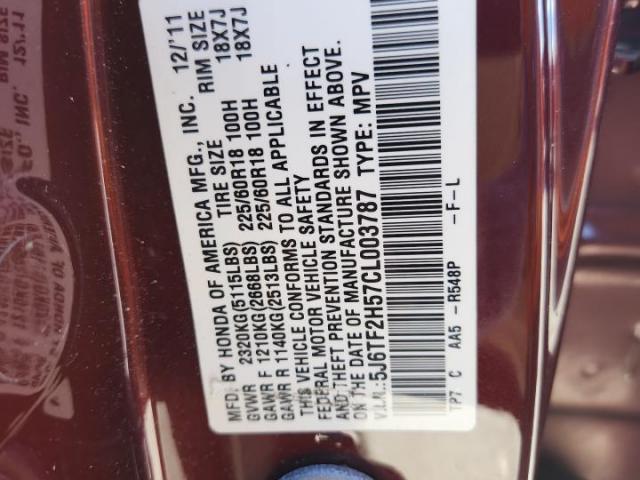 MFD. BY HONDA OF AMERICA MFG., INC. 12/'11
TIRE SIZE RIM SIZE
GVWR 2320KG(5115LBS) 225/60R18 100H 18X7J
GAWR F 1210KG(2668LBS) 225/60R18 100H 18X7J
GAWR R 1140KG(2513LBS)
THIS VEHICLE CONFORMS TO ALL APPLICABLE
FEDERAL MOTOR VEHICLE SAFETY
AND THEFT PREVENTION STANDARDS IN EFFECT
ON THE DATE OF MANUFACTURE SHOWN ABOVE.
V.I.N.:5J6TF2H57CL003787 TYPE: MPV
TP7 C AA5 -R548P -F-L